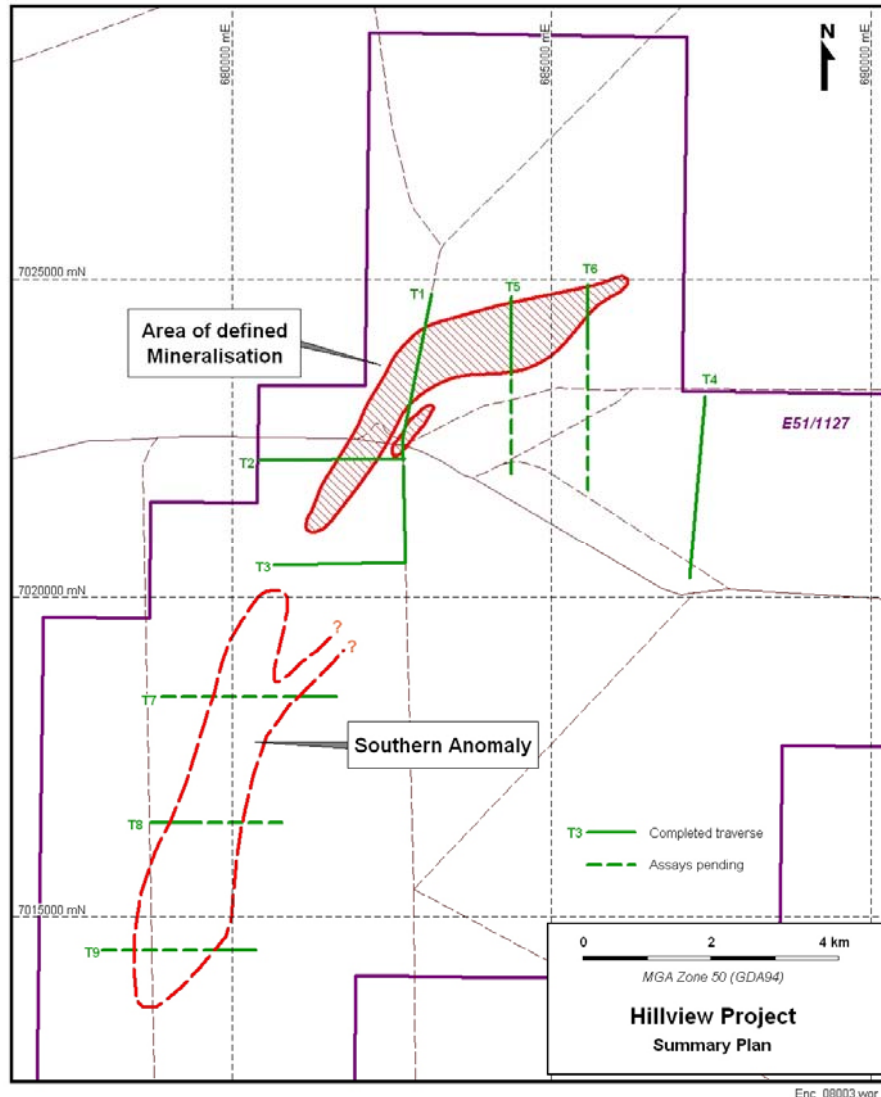 680000 mE
685000 mE
690000 mE
N
7025000 mN
T1
T5
T6
Area of defined
Mineralisation
T4
E51/1127
T2
T3
7020000 mN
?
?
T7
Southern Anomaly
T8
T3 Completed traverse
Assays pending
7015000 mN
T9
0 2 4 km
MGA Zone 50 (GDA94)
Hillview Project
Summary Plan
Enc_08003.wor